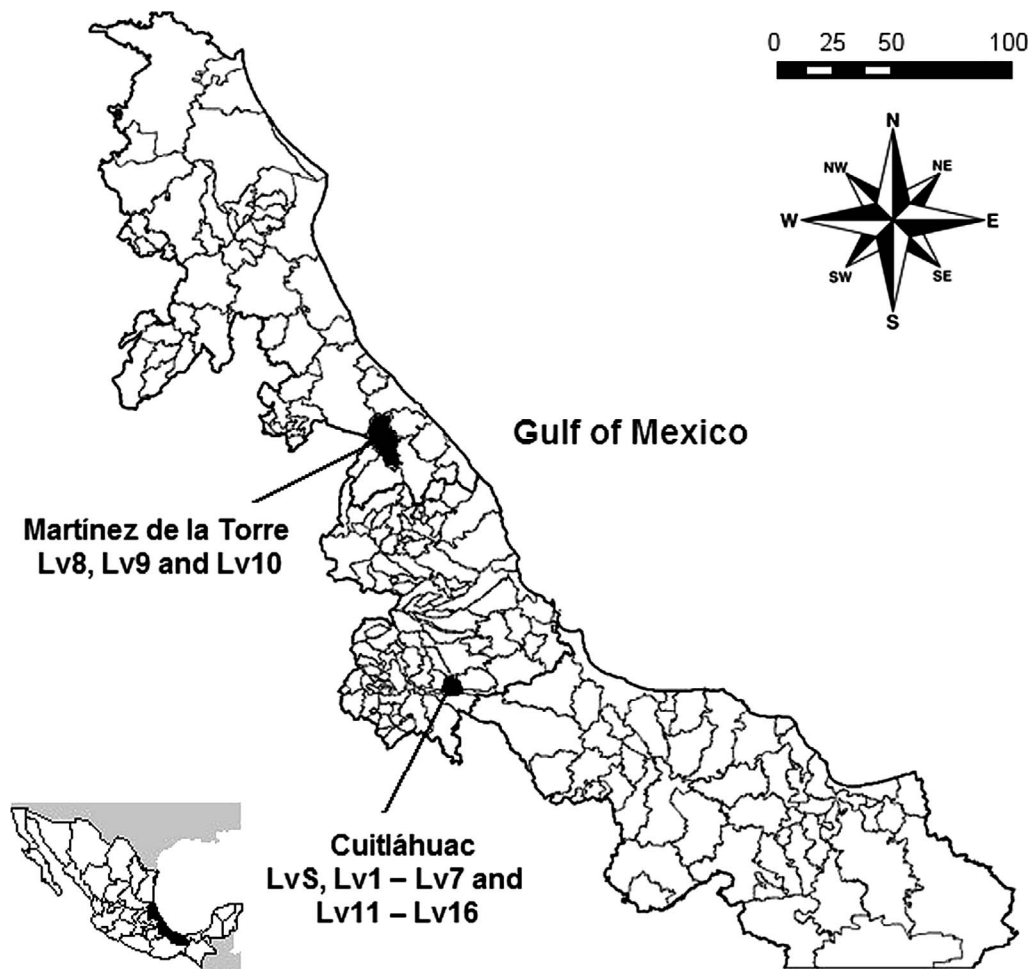 0 25 50 100
N
NW NE
W E
SW SE
S
Gulf of Mexico
Martínez de la Torre
Lv8, Lv9 and Lv10
Cuitláhuac
LvS, Lv1 – Lv7 and
Lv11 – Lv16